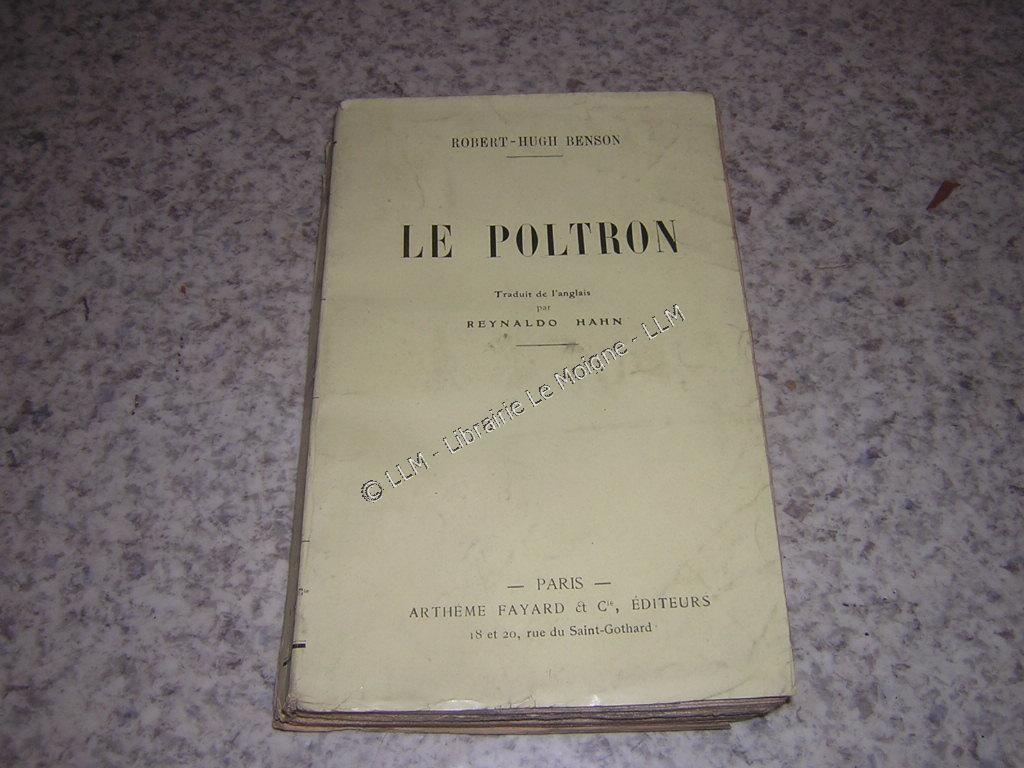 ROBERT-HUGH BENSON
LE POLTRON
Traduit de l'anglais
par
REYNALDO HAHN
© LLM - Librairie Le Moigne - LLM
— PARIS —
ARTHÈME FAYARD et Cie, ÉDITEURS
18 et 20, rue du Saint-Gothard